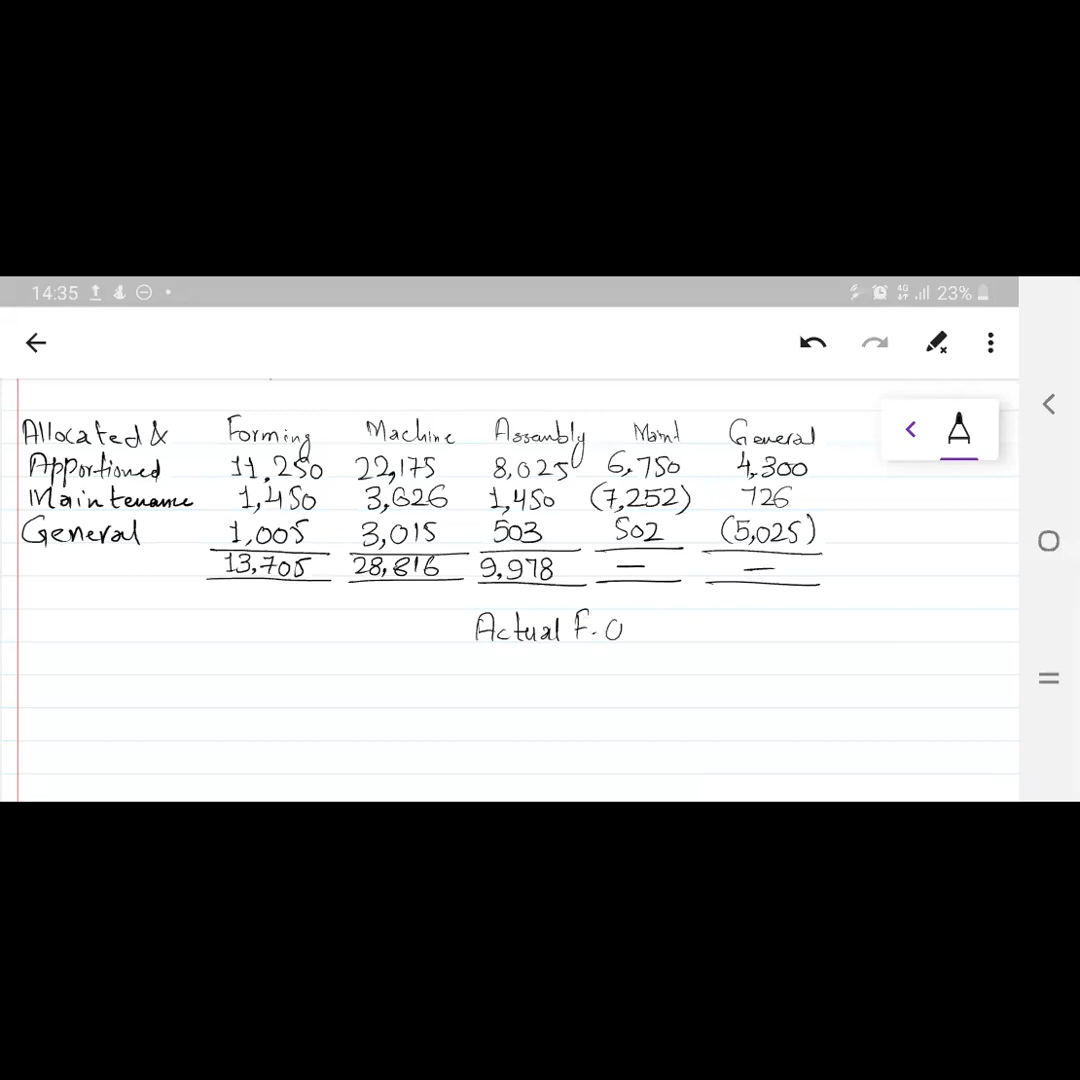 14:35 4G 23%
Allocated & Forming Machine Assembly Maint General
Apportioned 11,250 22,175 8,025 6,750 4,300
Maintenance 1,450 3,626 1,450 (7,252) 726
General 1,005 3,015 503 502 (5,025)
13,705 28,816 9,978 — —
Actual F.O